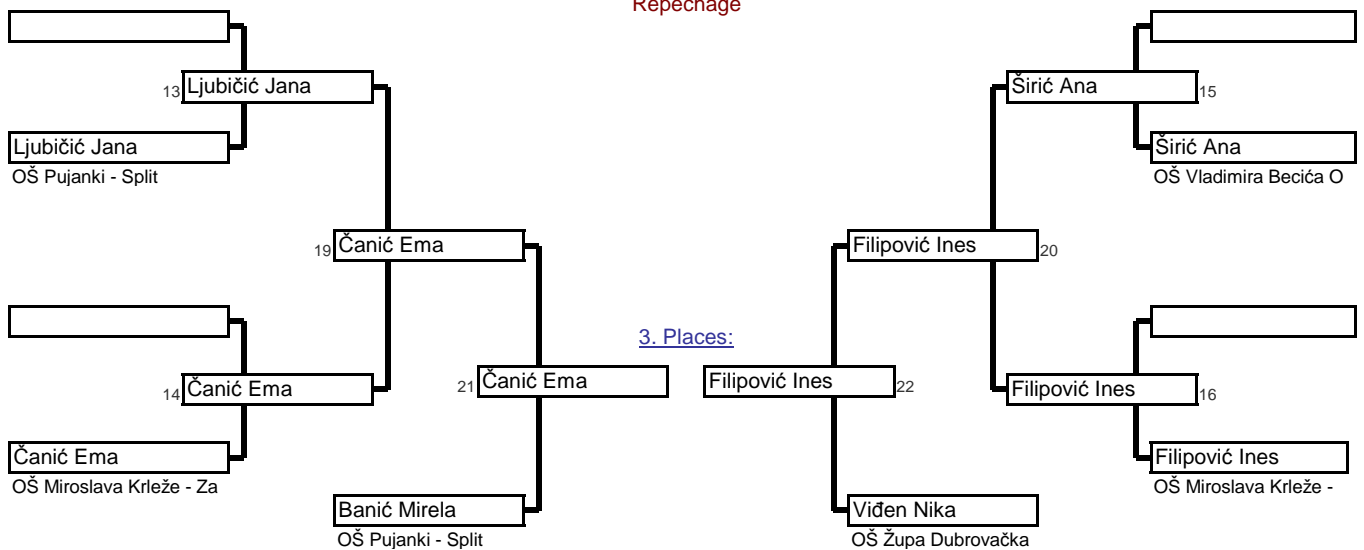 Repechage
13 Ljubičić Jana
Širić Ana 15
Ljubičić Jana
OŠ Pujanki - Split
Širić Ana
OŠ Vladimira Becića O
19 Čanić Ema
Filipović Ines 20
3. Places:
14 Čanić Ema
21 Čanić Ema
Filipović Ines 22
Filipović Ines 16
Čanić Ema
OŠ Miroslava Krleže - Za
Filipović Ines
OŠ Miroslava Krleže -
Banić Mirela
OŠ Pujanki - Split
Viđen Nika
OŠ Župa Dubrovačka